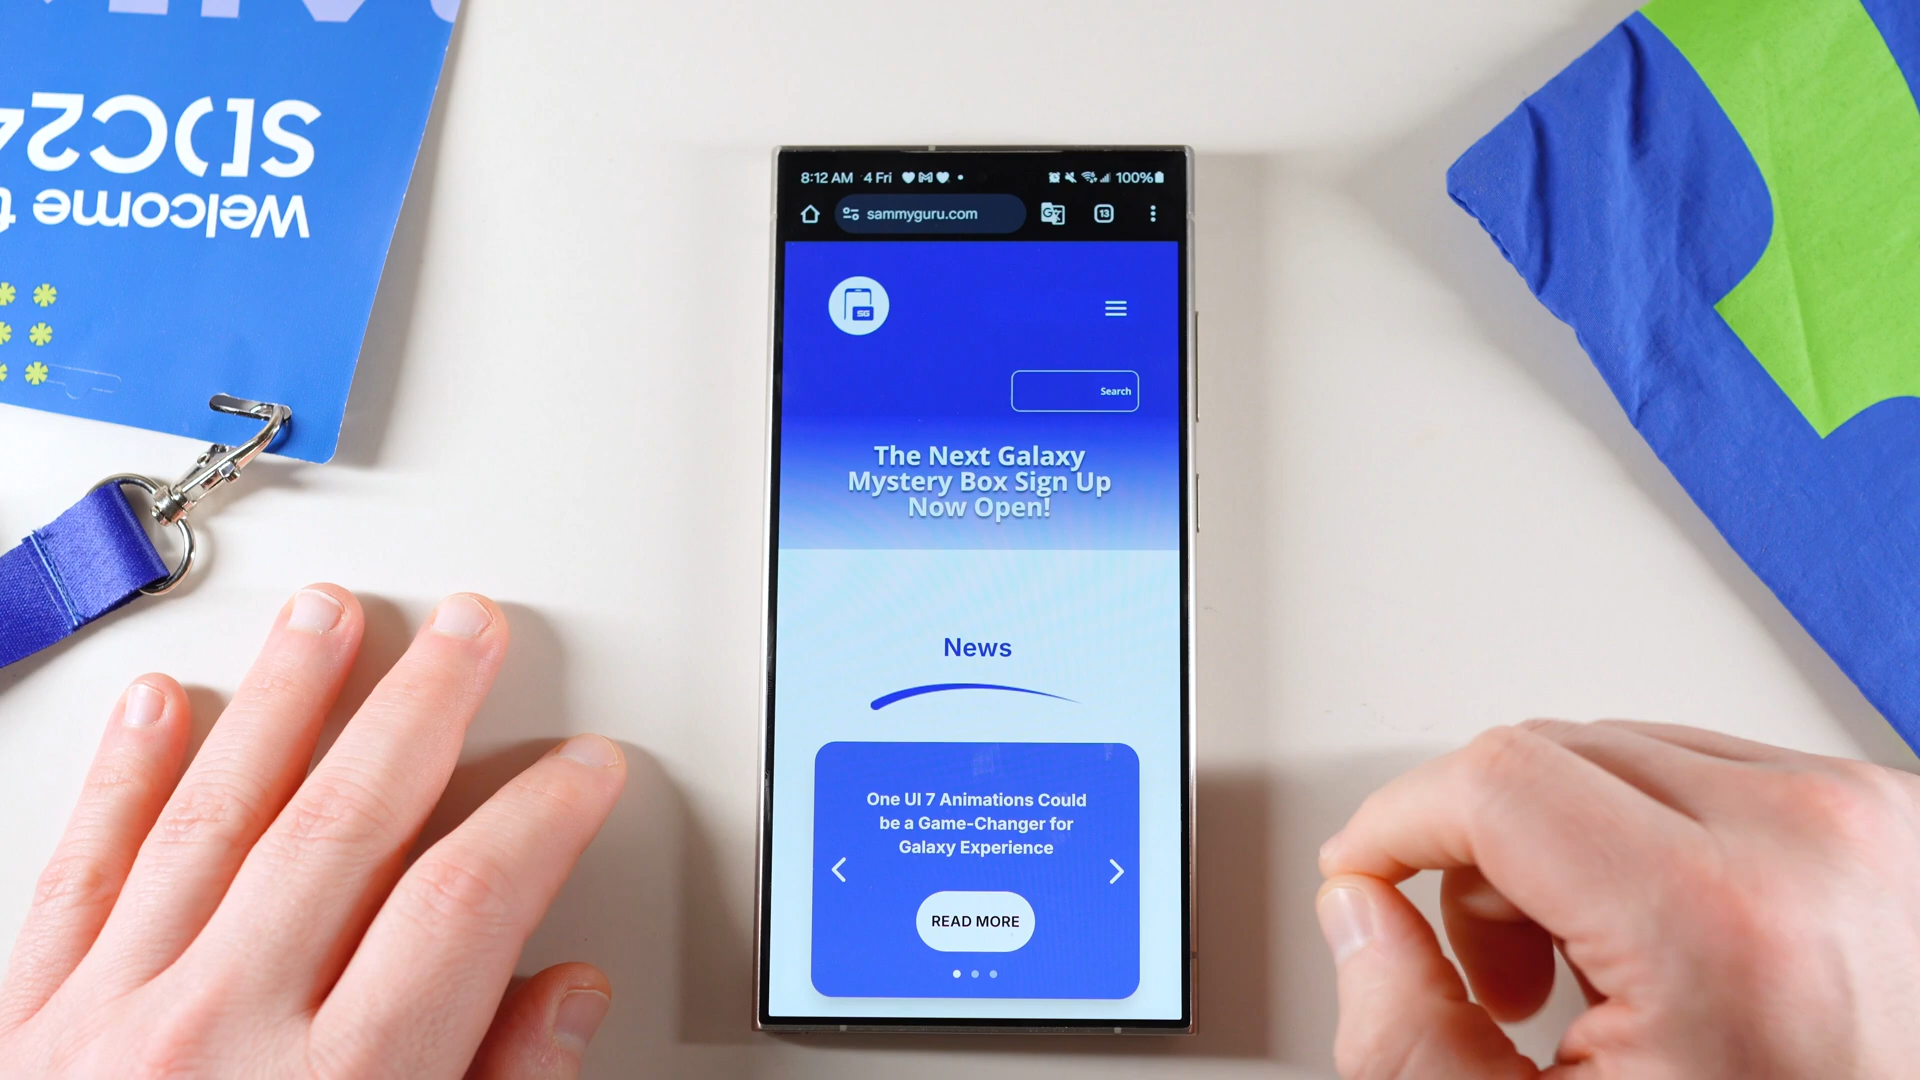 SDC24
Welcome t
8:12 AM 4 Fri
100%
sammyguru.com
13
SG
Search
The Next Galaxy
Mystery Box Sign Up
Now Open!
News
One UI 7 Animations Could
be a Game-Changer for
Galaxy Experience
READ MORE